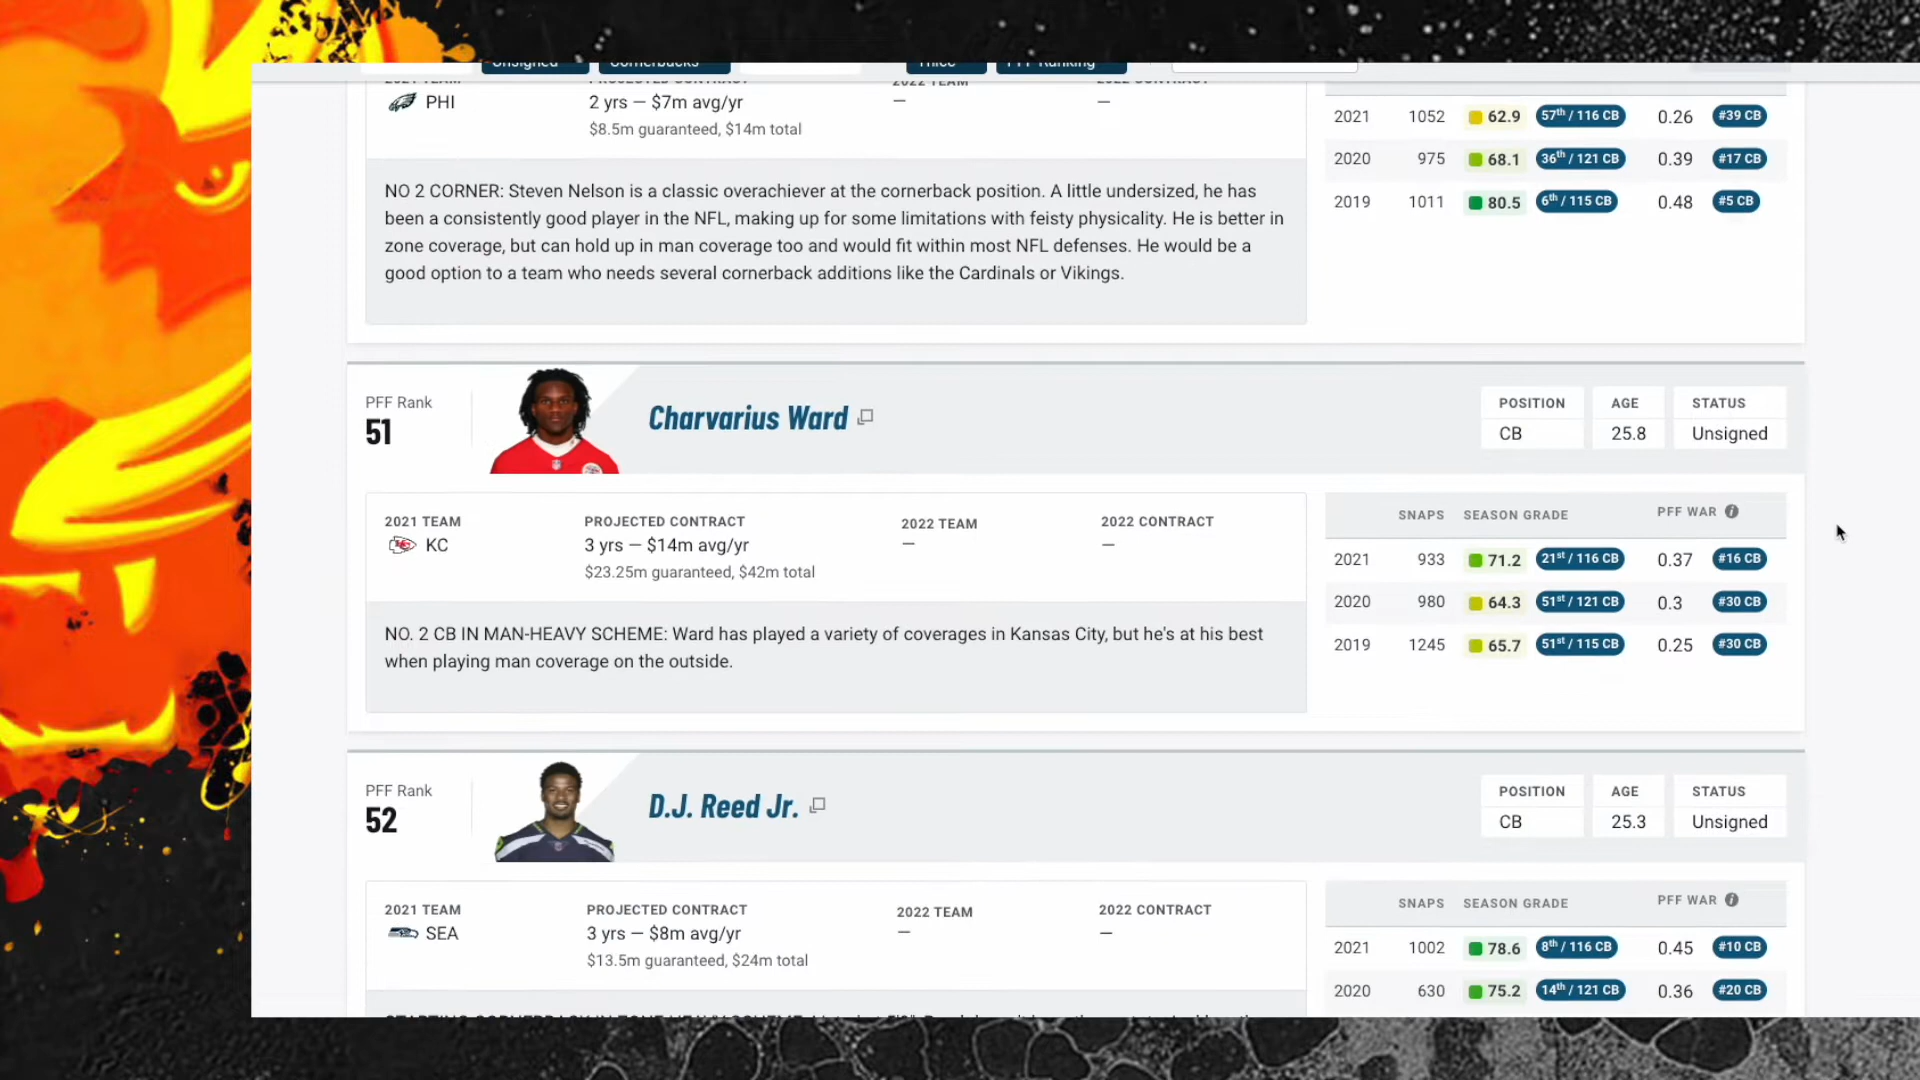 Unsigned Cornerbacks PFF Ranking
2021 TEAM PROJECTED CONTRACT 2022 TEAM 2022 CONTRACT
PHI 2 yrs — $7m avg/yr — —
$8.5m guaranteed, $14m total
2021 1052 62.9 57th / 116 CB 0.26 #39 CB
2020 975 68.1 36th / 121 CB 0.39 #17 CB
2019 1011 80.5 6th / 115 CB 0.48 #5 CB
NO 2 CORNER: Steven Nelson is a classic overachiever at the cornerback position. A little undersized, he has
been a consistently good player in the NFL, making up for some limitations with feisty physicality. He is better in
zone coverage, but can hold up in man coverage too and would fit within most NFL defenses. He would be a
good option to a team who needs several cornerback additions like the Cardinals or Vikings.
PFF Rank
51
Charvarius Ward
POSITION AGE STATUS
CB 25.8 Unsigned
2021 TEAM PROJECTED CONTRACT 2022 TEAM 2022 CONTRACT
KC 3 yrs — $14m avg/yr — —
$23.25m guaranteed, $42m total
SNAPS SEASON GRADE PFF WAR
2021 933 71.2 21st / 116 CB 0.37 #16 CB
2020 980 64.3 51st / 121 CB 0.3 #30 CB
2019 1245 65.7 51st / 115 CB 0.25 #30 CB
NO. 2 CB IN MAN-HEAVY SCHEME: Ward has played a variety of coverages in Kansas City, but he's at his best
when playing man coverage on the outside.
PFF Rank
52
D.J. Reed Jr.
POSITION AGE STATUS
CB 25.3 Unsigned
2021 TEAM PROJECTED CONTRACT 2022 TEAM 2022 CONTRACT
SEA 3 yrs — $8m avg/yr — —
$13.5m guaranteed, $24m total
SNAPS SEASON GRADE PFF WAR
2021 1002 78.6 8th / 116 CB 0.45 #10 CB
2020 630 75.2 14th / 121 CB 0.36 #20 CB